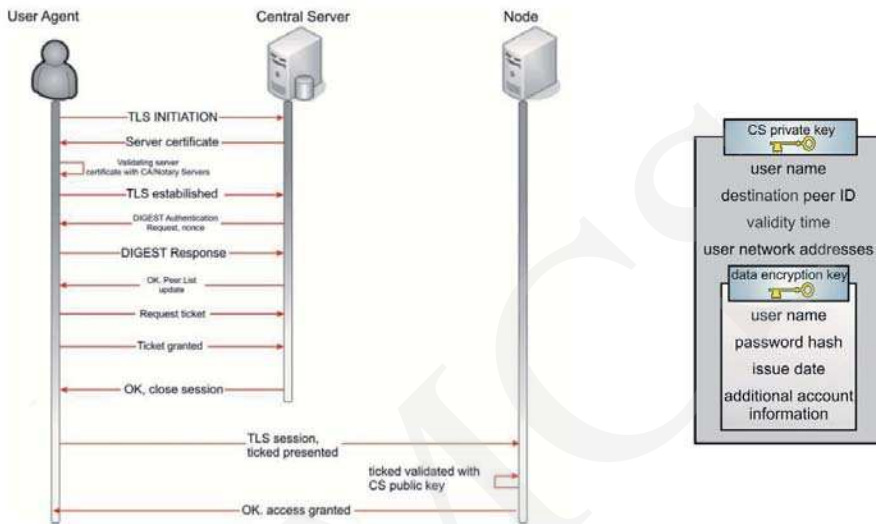 User Agent
Central Server
Node
TLS INITIATION
Server certificate
Validating server
certificate with CA/Notary Servers
TLS estabilished
DIGEST Authentication
Request, nonce
DIGEST Response
OK. Peer List
update
Request ticket
Ticket granted
OK, close session
TLS session,
ticked presented
ticked validated with
CS public key
OK. access granted
CS private key
user name
destination peer ID
validity time
user network addresses
data encryption key
user name
password hash
issue date
additional account
information